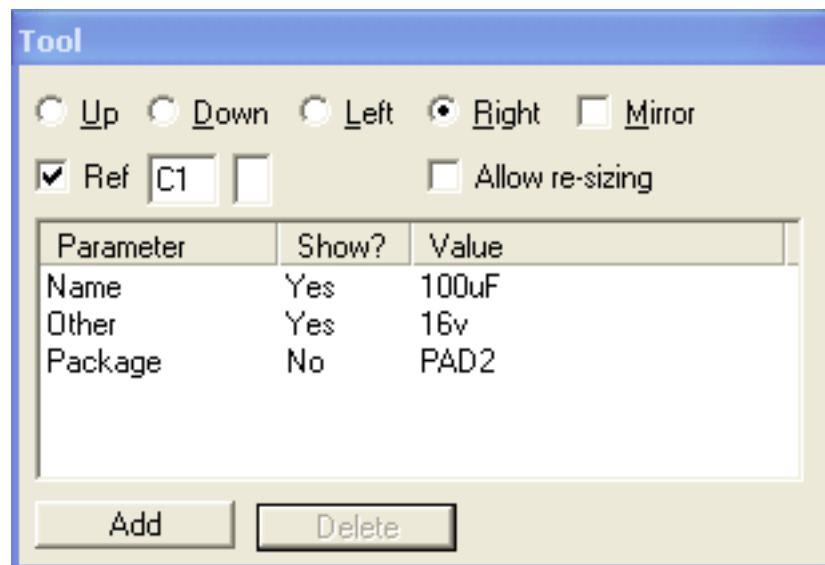 Tool
Up Down Left Right Mirror
Ref C1 Allow re-sizing
Parameter Show? Value
Name Yes 100uF
Other Yes 16v
Package No PAD2
Add Delete